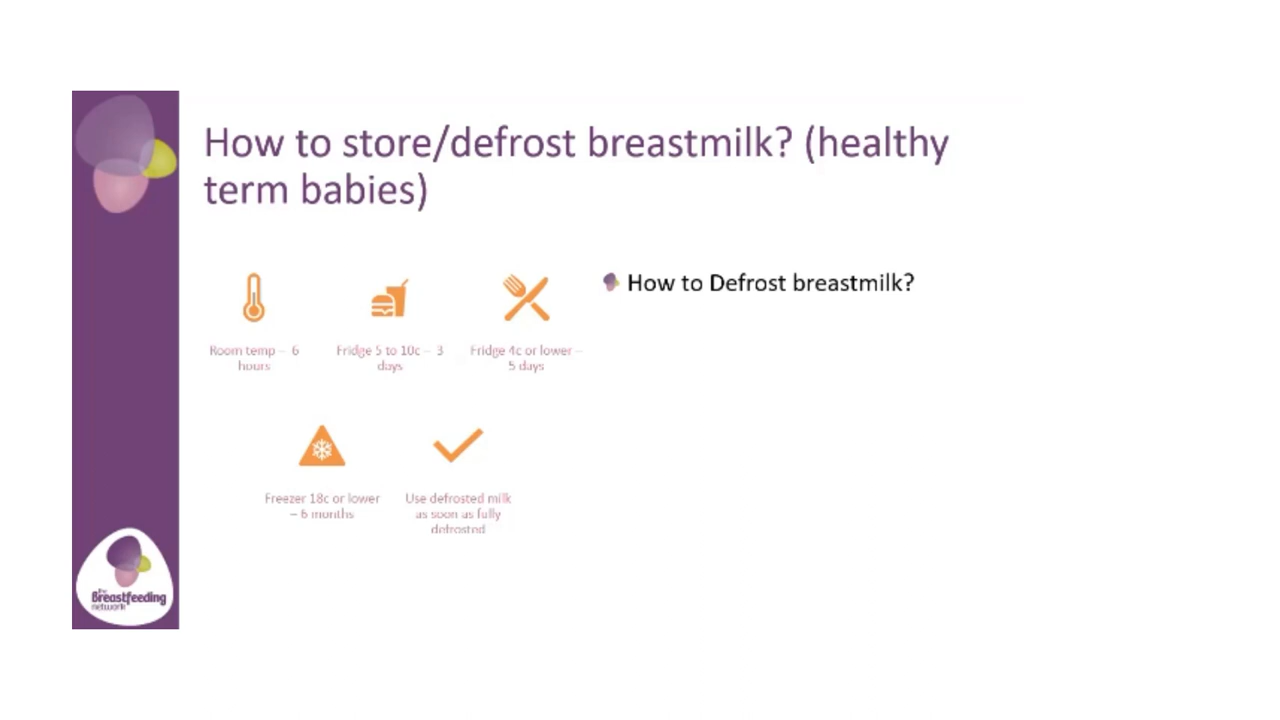 How to store/defrost breastmilk? (healthy
term babies)
Room temp – 6
hours
Fridge 5 to 10c – 3
days
Fridge 4c or lower –
5 days
Freezer 18c or lower
– 6 months
Use defrosted milk
as soon as fully
defrosted
How to Defrost breastmilk?
the
Breastfeeding
network